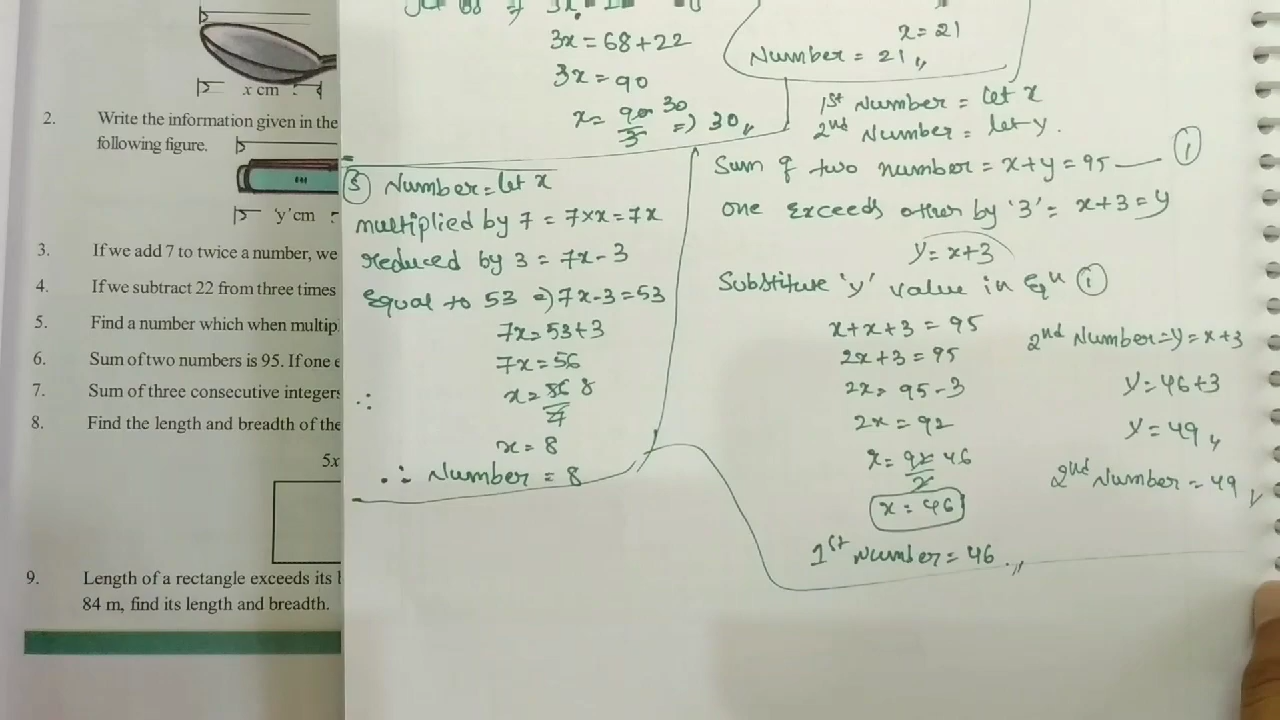 x cm
2. Write the information given in the
following figure.
'y'cm
3. If we add 7 to twice a number, we
4. If we subtract 22 from three times
5. Find a number which when multip
6. Sum of two numbers is 95. If one e
7. Sum of three consecutive integers
8. Find the length and breadth of the
5x
9. Length of a rectangle exceeds its b
84 m, find its length and breadth.
3x = 68+22
3x = 90
x = 90/3 30 => 30,,
x = 21
Number = 21,,
5 Number = let x
multiplied by 7 = 7×x = 7x
reduced by 3 = 7x - 3
Equal to 53 => 7x-3 = 53
7x = 53+3
7x = 56
∴ x = 56/7 8
x = 8
∴ Number = 8
1st Number = let x
2nd Number = let y.
Sum of two number = x+y = 95 — 1
one Exceeds other by '3' = x+3 = y
y = x+3
Substitute 'y' value in Equ 1
x+x+3 = 95
2x+3 = 95
2x = 95-3
2x = 92
x = 92/2 46
x = 46
1st Number = 46.,,
2nd Number = y = x+3
y = 46+3
y = 49,,
2nd Number = 49,,